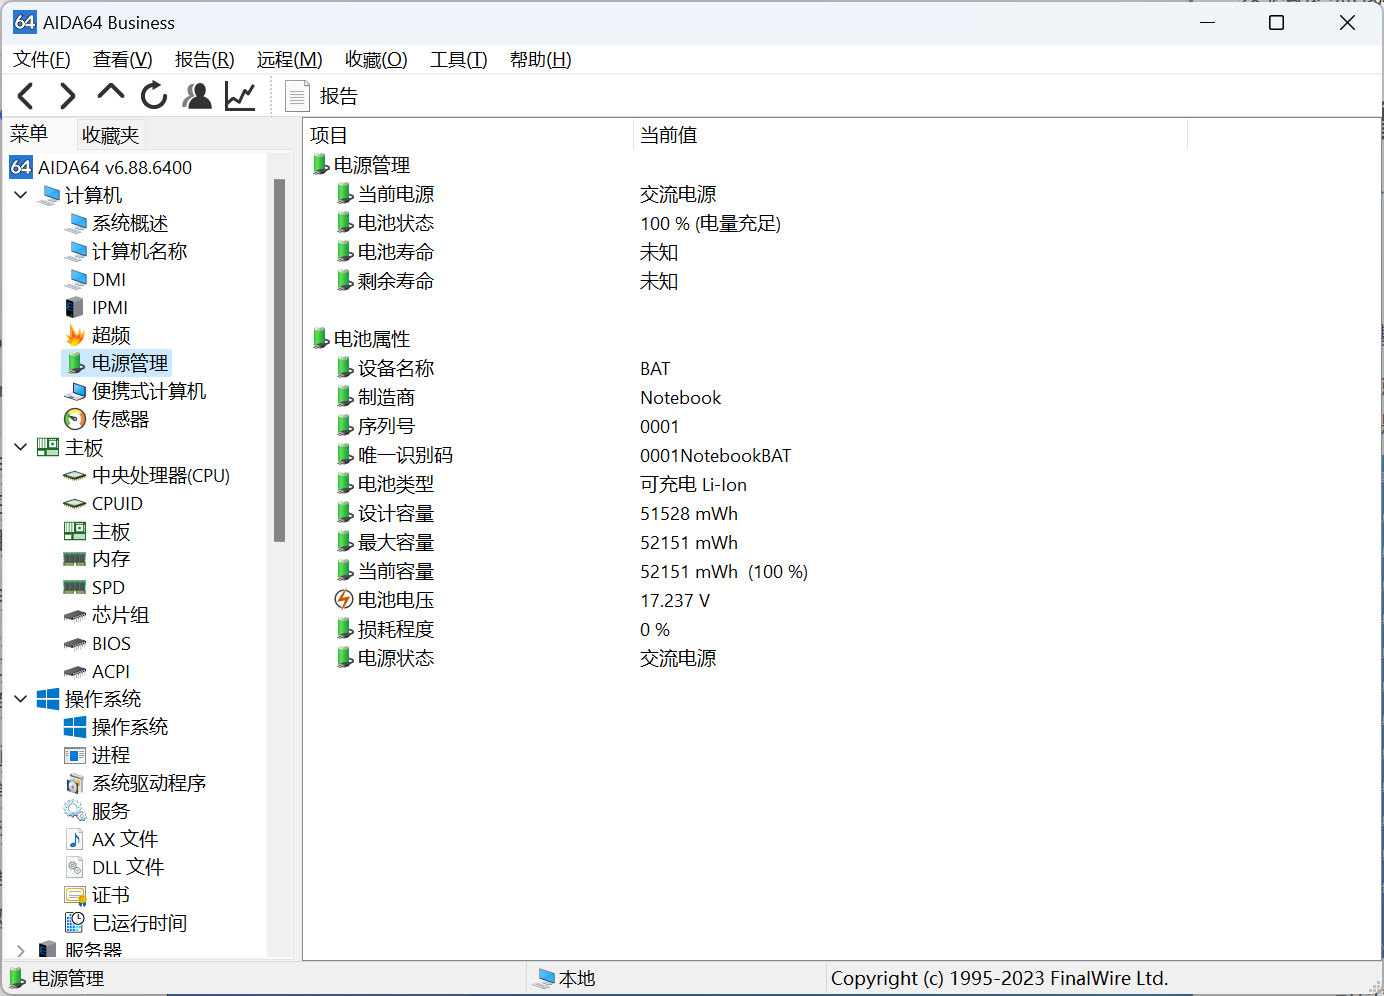 AIDA64 Business
文件(F) 查看(V) 报告(R) 远程(M) 收藏(O) 工具(T) 帮助(H)
报告
菜单 收藏夹
AIDA64 v6.88.6400
计算机
系统概述
计算机名称
DMI
IPMI
超频
电源管理
便携式计算机
传感器
主板
中央处理器(CPU)
CPUID
主板
内存
SPD
芯片组
BIOS
ACPI
操作系统
操作系统
进程
系统驱动程序
服务
AX 文件
DLL 文件
证书
已运行时间
服务器
项目 当前值
电源管理
当前电源 交流电源
电池状态 100 % (电量充足)
电池寿命 未知
剩余寿命 未知
电池属性
设备名称 BAT
制造商 Notebook
序列号 0001
唯一识别码 0001NotebookBAT
电池类型 可充电 Li-Ion
设计容量 51528 mWh
最大容量 52151 mWh
当前容量 52151 mWh (100 %)
电池电压 17.237 V
损耗程度 0 %
电源状态 交流电源
电源管理 本地 Copyright (c) 1995-2023 FinalWire Ltd.